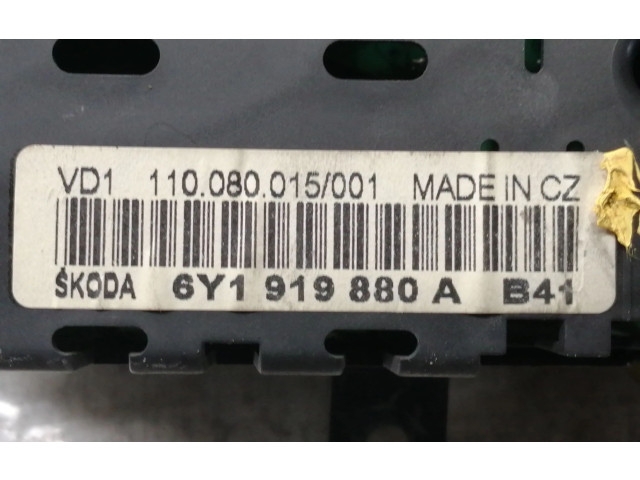 VD1 110.080.015/001 MADE IN CZ
ŠKODA 6Y1 919 880 A B41